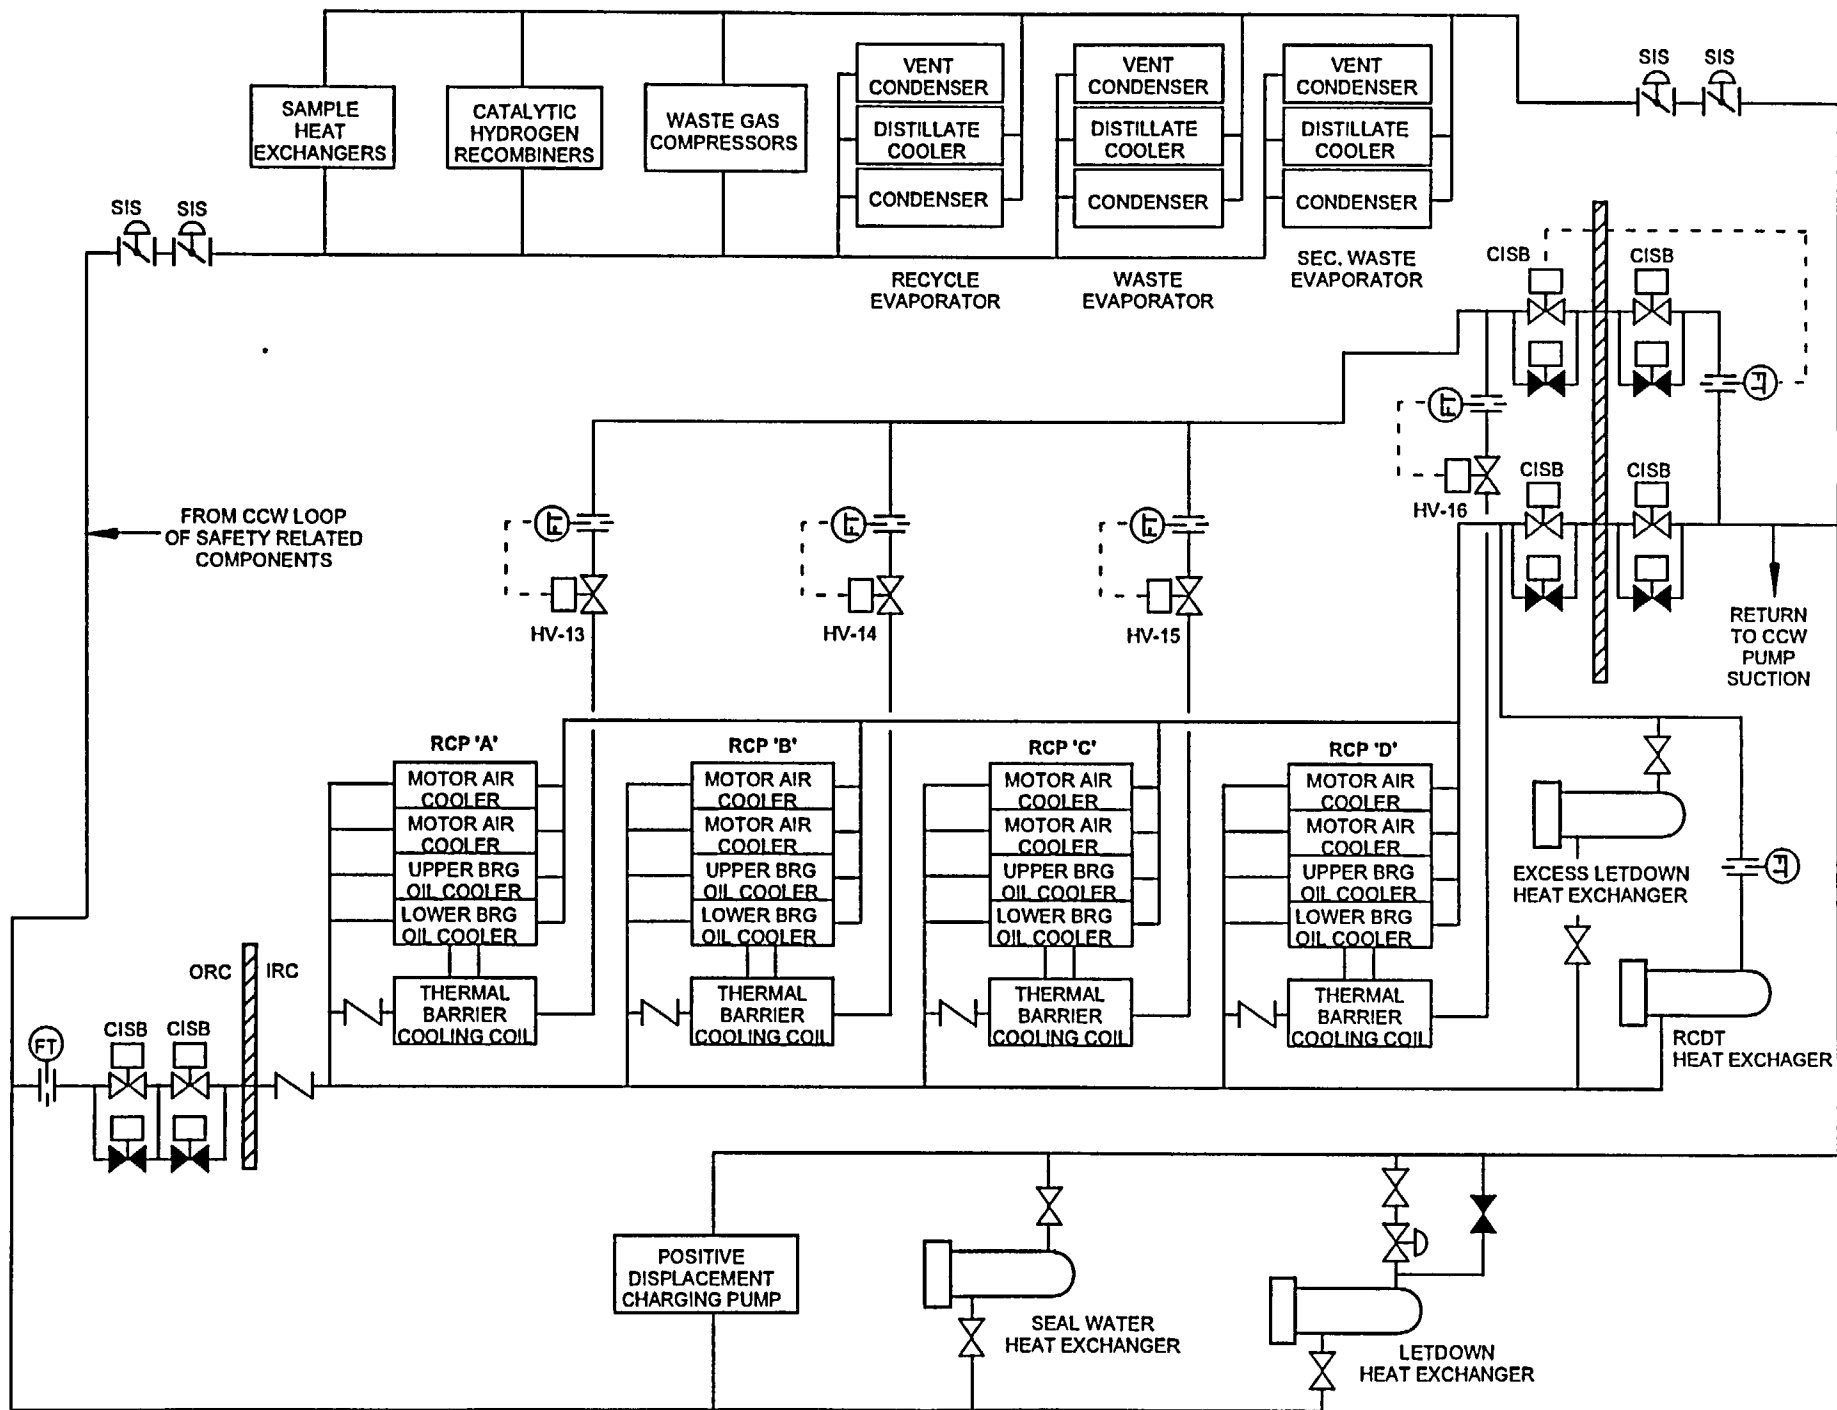 SIS
SIS
VENT
CONDENSER
VENT
CONDENSER
VENT
CONDENSER
SAMPLE
HEAT
EXCHANGERS
CATALYTIC
HYDROGEN
RECOMBINERS
WASTE GAS
COMPRESSORS
DISTILLATE
COOLER
DISTILLATE
COOLER
DISTILLATE
COOLER
CONDENSER
CONDENSER
CONDENSER
SIS
SIS
RECYCLE
EVAPORATOR
WASTE
EVAPORATOR
SEC. WASTE
EVAPORATOR
CISB
CISB
FT
FT
CISB
CISB
HV-16
FROM CCW LOOP
OF SAFETY RELATED
COMPONENTS
FT
FT
FT
HV-13
HV-14
HV-15
RETURN
TO CCW
PUMP
SUCTION
RCP 'A'
MOTOR AIR
COOLER
MOTOR AIR
COOLER
UPPER BRG
OIL COOLER
LOWER BRG
OIL COOLER
THERMAL
BARRIER
COOLING COIL
RCP 'B'
MOTOR AIR
COOLER
MOTOR AIR
COOLER
UPPER BRG
OIL COOLER
LOWER BRG
OIL COOLER
THERMAL
BARRIER
COOLING COIL
RCP 'C'
MOTOR AIR
COOLER
MOTOR AIR
COOLER
UPPER BRG
OIL COOLER
LOWER BRG
OIL COOLER
THERMAL
BARRIER
COOLING COIL
RCP 'D'
MOTOR AIR
COOLER
MOTOR AIR
COOLER
UPPER BRG
OIL COOLER
LOWER BRG
OIL COOLER
THERMAL
BARRIER
COOLING COIL
EXCESS LETDOWN
HEAT EXCHANGER
FT
RCDT
HEAT EXCHAGER
ORC
IRC
FT
CISB
CISB
POSITIVE
DISPLACEMENT
CHARGING PUMP
SEAL WATER
HEAT EXCHANGER
LETDOWN
HEAT EXCHANGER